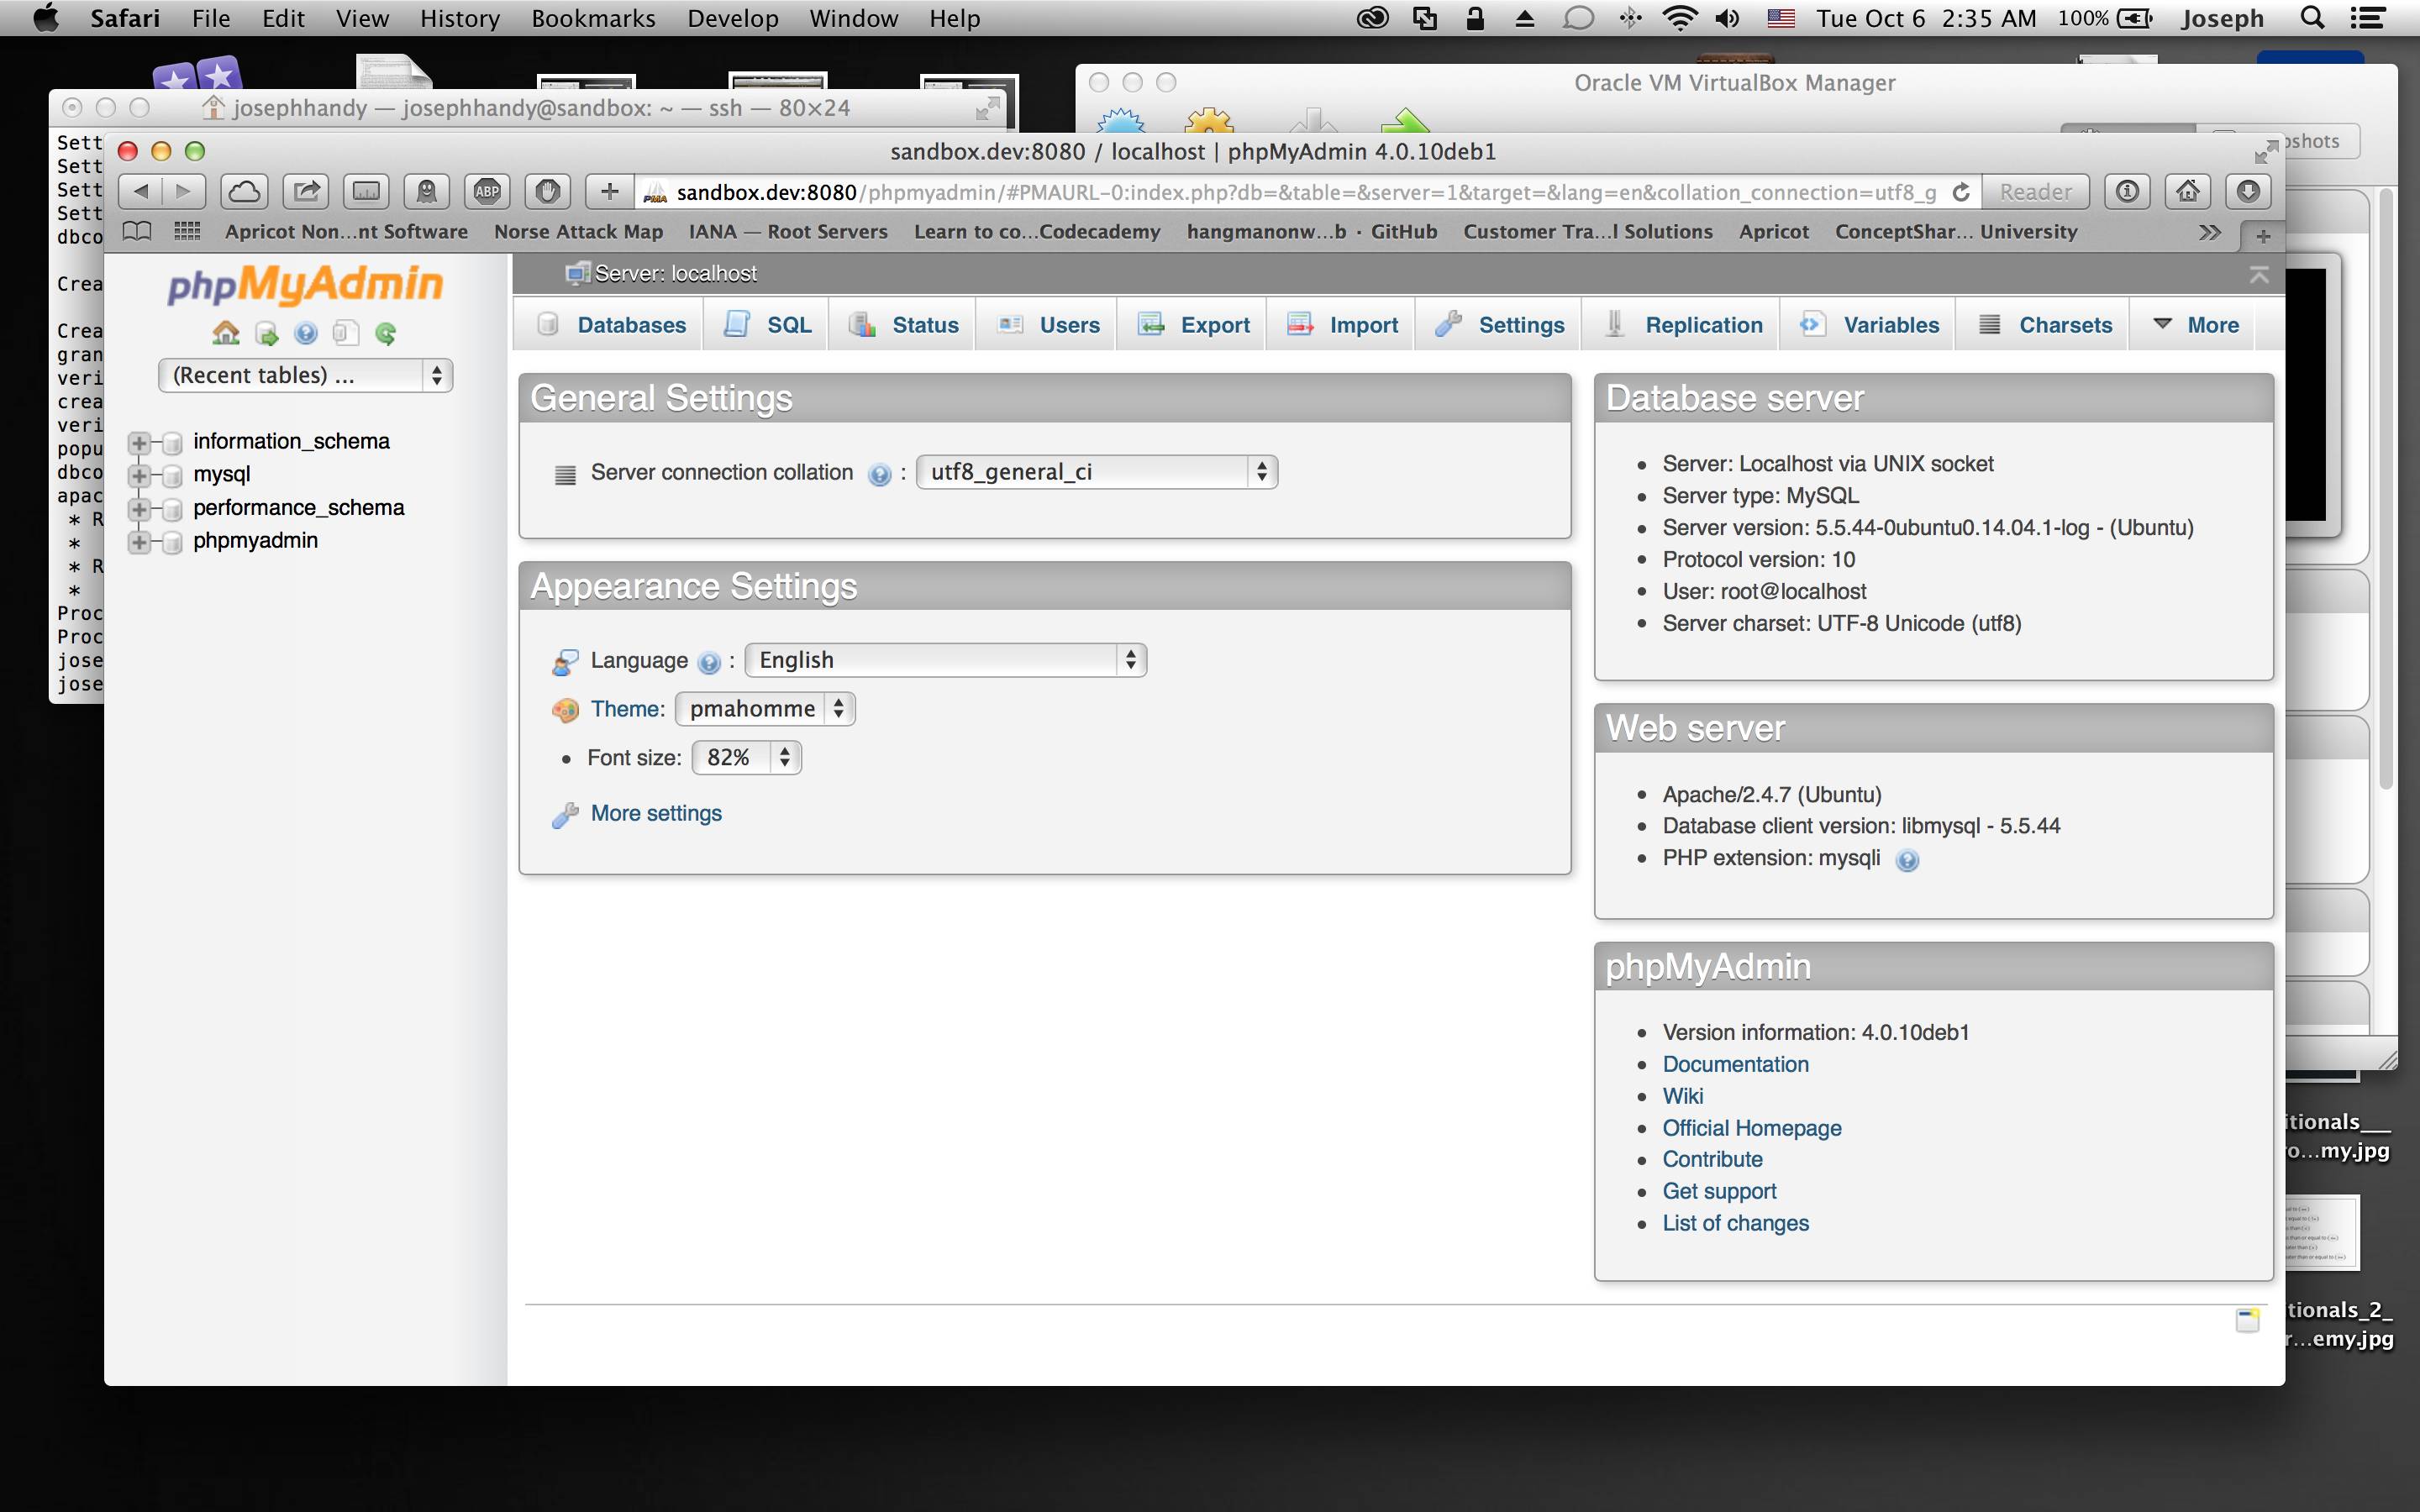 Safari File Edit View History Bookmarks Develop Window Help Tue Oct 6 2:35 AM 100% Joseph
josephhandy — josephhandy@sandbox: ~ — ssh — 80×24
Oracle VM VirtualBox Manager
sandbox.dev:8080 / localhost | phpMyAdmin 4.0.10deb1
ABP
sandbox.dev:8080/phpmyadmin/#PMAURL-0:index.php?db=&table=&server=1&target=&lang=en&collation_connection=utf8_g Reader
Apricot Non...nt Software Norse Attack Map IANA — Root Servers Learn to co...Codecademy hangmanonw...b · GitHub Customer Tra...l Solutions Apricot ConceptShar... University
Sett
Sett
Sett
Sett
dbco
Crea
Crea
gran
veri
crea
veri
popu
dbco
apac
* R
*
* R
*
Proc
Proc
jose
jose
phpMyAdmin
(Recent tables) ...
information_schema
mysql
performance_schema
phpmyadmin
Server: localhost
Databases SQL Status Users Export Import Settings Replication Variables Charsets More
General Settings
Server connection collation : utf8_general_ci
Appearance Settings
Language : English
Theme: pmahomme
• Font size: 82%
More settings
Database server
• Server: Localhost via UNIX socket
• Server type: MySQL
• Server version: 5.5.44-0ubuntu0.14.04.1-log - (Ubuntu)
• Protocol version: 10
• User: root@localhost
• Server charset: UTF-8 Unicode (utf8)
Web server
• Apache/2.4.7 (Ubuntu)
• Database client version: libmysql - 5.5.44
• PHP extension: mysqli
phpMyAdmin
• Version information: 4.0.10deb1
• Documentation
• Wiki
• Official Homepage
• Contribute
• Get support
• List of changes
pshots
itionals___
ro...my.jpg
tionals_2_
r...emy.jpg